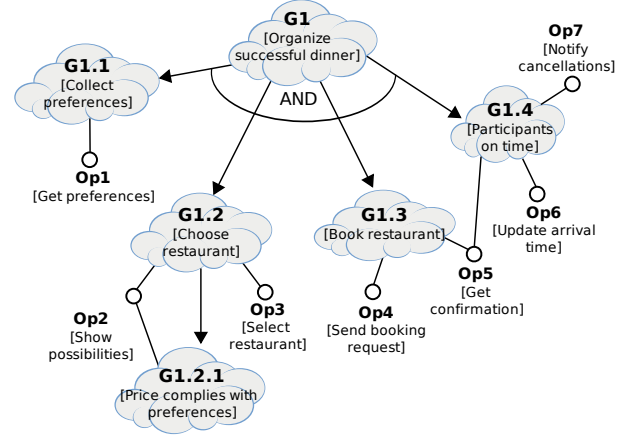 G1
[Organize
successful dinner]
Op7
[Notify
cancellations]
G1.1
[Collect
preferences]
AND
G1.4
[Participants
on time]
Op1
[Get preferences]
G1.2
[Choose
restaurant]
G1.3
[Book restaurant]
Op6
[Update arrival
time]
Op5
[Get
confirmation]
Op2
[Show
possibilities]
Op3
[Select
restaurant]
Op4
[Send booking
request]
G1.2.1
[Price complies with
preferences]